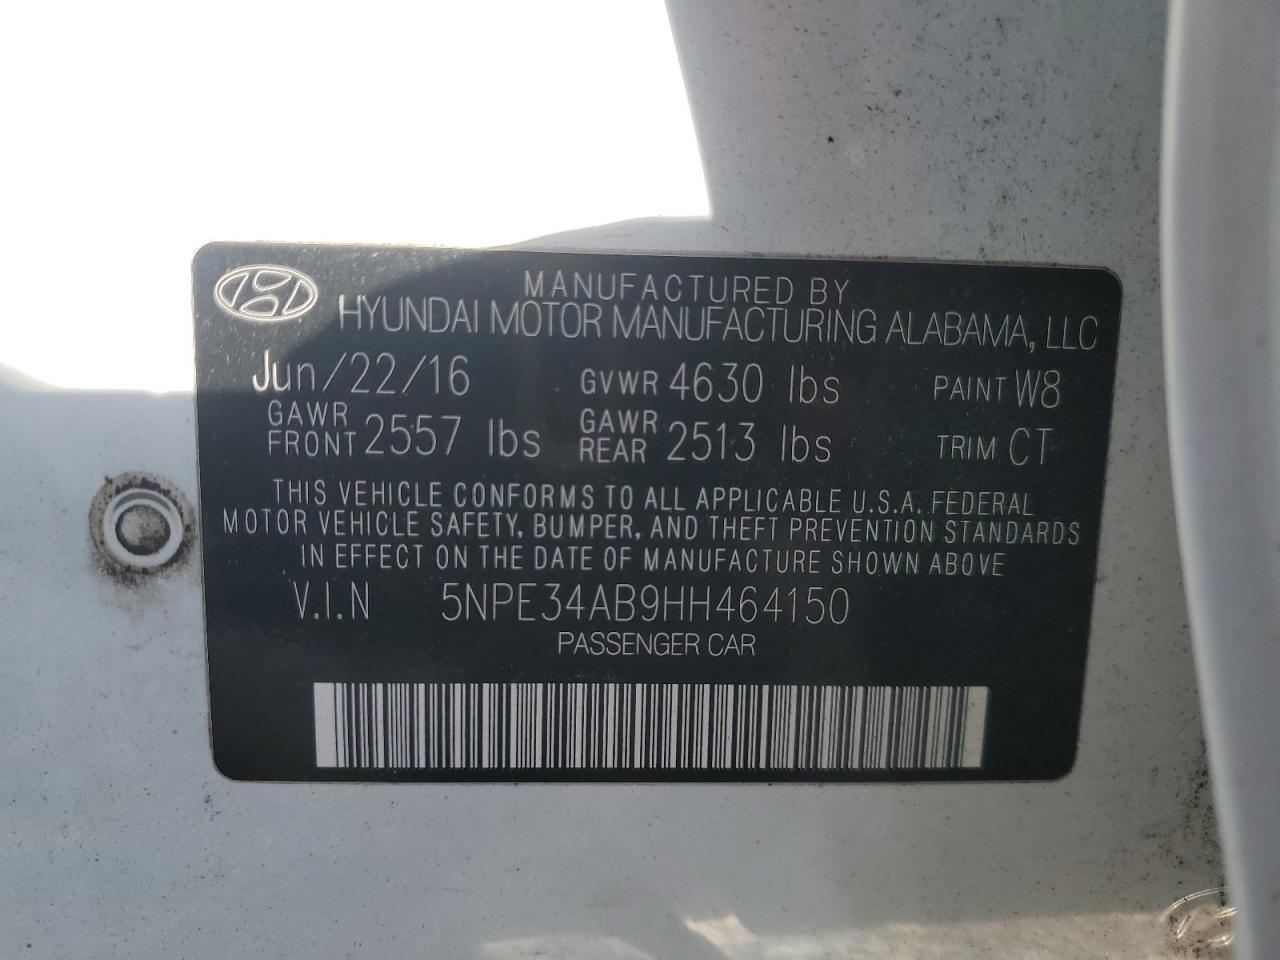 MANUFACTURED BY
HYUNDAI MOTOR MANUFACTURING ALABAMA, LLC
Jun/22/16 GVWR 4630 lbs PAINT W8
GAWR FRONT 2557 lbs GAWR REAR 2513 lbs TRIM CT
THIS VEHICLE CONFORMS TO ALL APPLICABLE U.S.A. FEDERAL
MOTOR VEHICLE SAFETY, BUMPER, AND THEFT PREVENTION STANDARDS
IN EFFECT ON THE DATE OF MANUFACTURE SHOWN ABOVE
V.I.N 5NPE34AB9HH464150
PASSENGER CAR